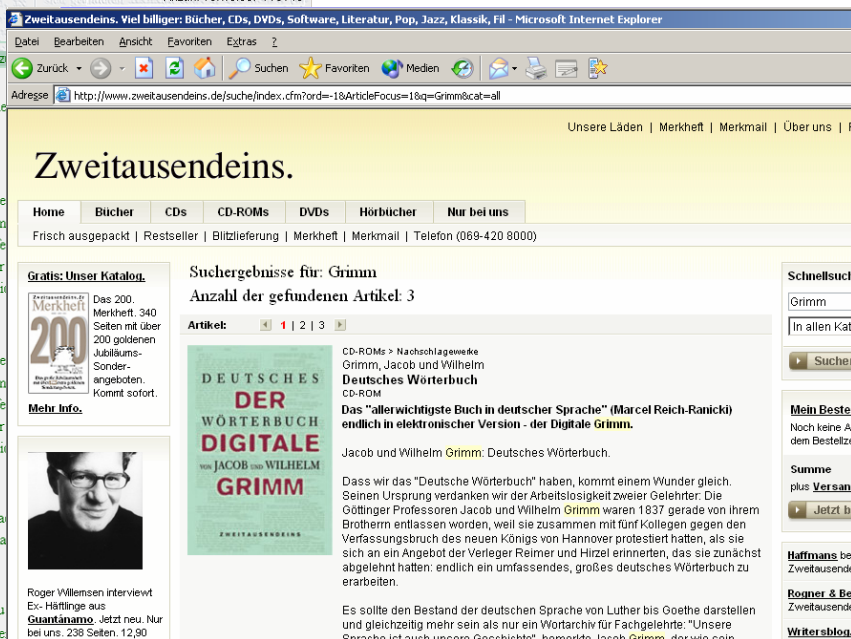 Zweitausendeins. Viel billiger: Bücher, CDs, DVDs, Software, Literatur, Pop, Jazz, Klassik, Fil - Microsoft Internet Explorer
Datei Bearbeiten Ansicht Favoriten Extras ?
Zurück Suchen Favoriten Medien
Adresse http://www.zweitausendeins.de/suche/index.cfm?ord=-1&ArticleFocus=1&q=Grimm&cat=all
Unsere Läden | Merkheft | Merkmail | Über uns |
Zweitausendeins.
Home Bücher CDs CD-ROMs DVDs Hörbücher Nur bei uns
Frisch ausgepackt | Restseller | Blitzlieferung | Merkheft | Merkmail | Telefon (069-420 8000)
Gratis: Unser Katalog.
Merkheft
200
Das 200.
Merkheft. 340
Seiten mit über
200 goldenen
Jubiläums-
Sonder-
angeboten.
Kommt sofort.
Mehr Info.
Roger Willemsen interviewt
Ex- Häftlinge aus
Guantánamo. Jetzt neu. Nur
bei uns. 238 Seiten. 12,90
Suchergebnisse für: Grimm
Anzahl der gefundenen Artikel: 3
Artikel: 1 | 2 | 3
DEUTSCHES
DER
WÖRTERBUCH
DIGITALE
VON JACOB UND WILHELM
GRIMM
ZWEITAUSENDEINS
CD-ROMs > Nachschlagewerke
Grimm, Jacob und Wilhelm
Deutsches Wörterbuch
CD-ROM
Das "allerwichtigste Buch in deutscher Sprache" (Marcel Reich-Ranicki)
endlich in elektronischer Version - der Digitale Grimm.
Jacob und Wilhelm Grimm: Deutsches Wörterbuch.
Dass wir das "Deutsche Wörterbuch" haben, kommt einem Wunder gleich.
Seinen Ursprung verdanken wir der Arbeitslosigkeit zweier Gelehrter: Die
Göttinger Professoren Jacob und Wilhelm Grimm waren 1837 gerade von ihrem
Brotherrn entlassen worden, weil sie zusammen mit fünf Kollegen gegen den
Verfassungsbruch des neuen Königs von Hannover protestiert hatten, als sie
sich an ein Angebot der Verleger Reimer und Hirzel erinnerten, das sie zunächst
abgelehnt hatten: endlich ein umfassendes, großes deutsches Wörterbuch zu
erarbeiten.
Es sollte den Bestand der deutschen Sprache von Luther bis Goethe darstellen
und gleichzeitig mehr sein als nur ein Wortarchiv für Fachgelehrte: "Unsere
Sprache ist auch unsere Geschichte", bemerkte Jacob Grimm, der wie sein
Schnellsuch
Grimm
In allen Kat
Suche
Mein Beste
Noch keine A
dem Bestellze
Summe
plus Versan
Jetzt b
Haffmans be
Zweitausende
Rogner & Be
Zweitausende
Writersblog.